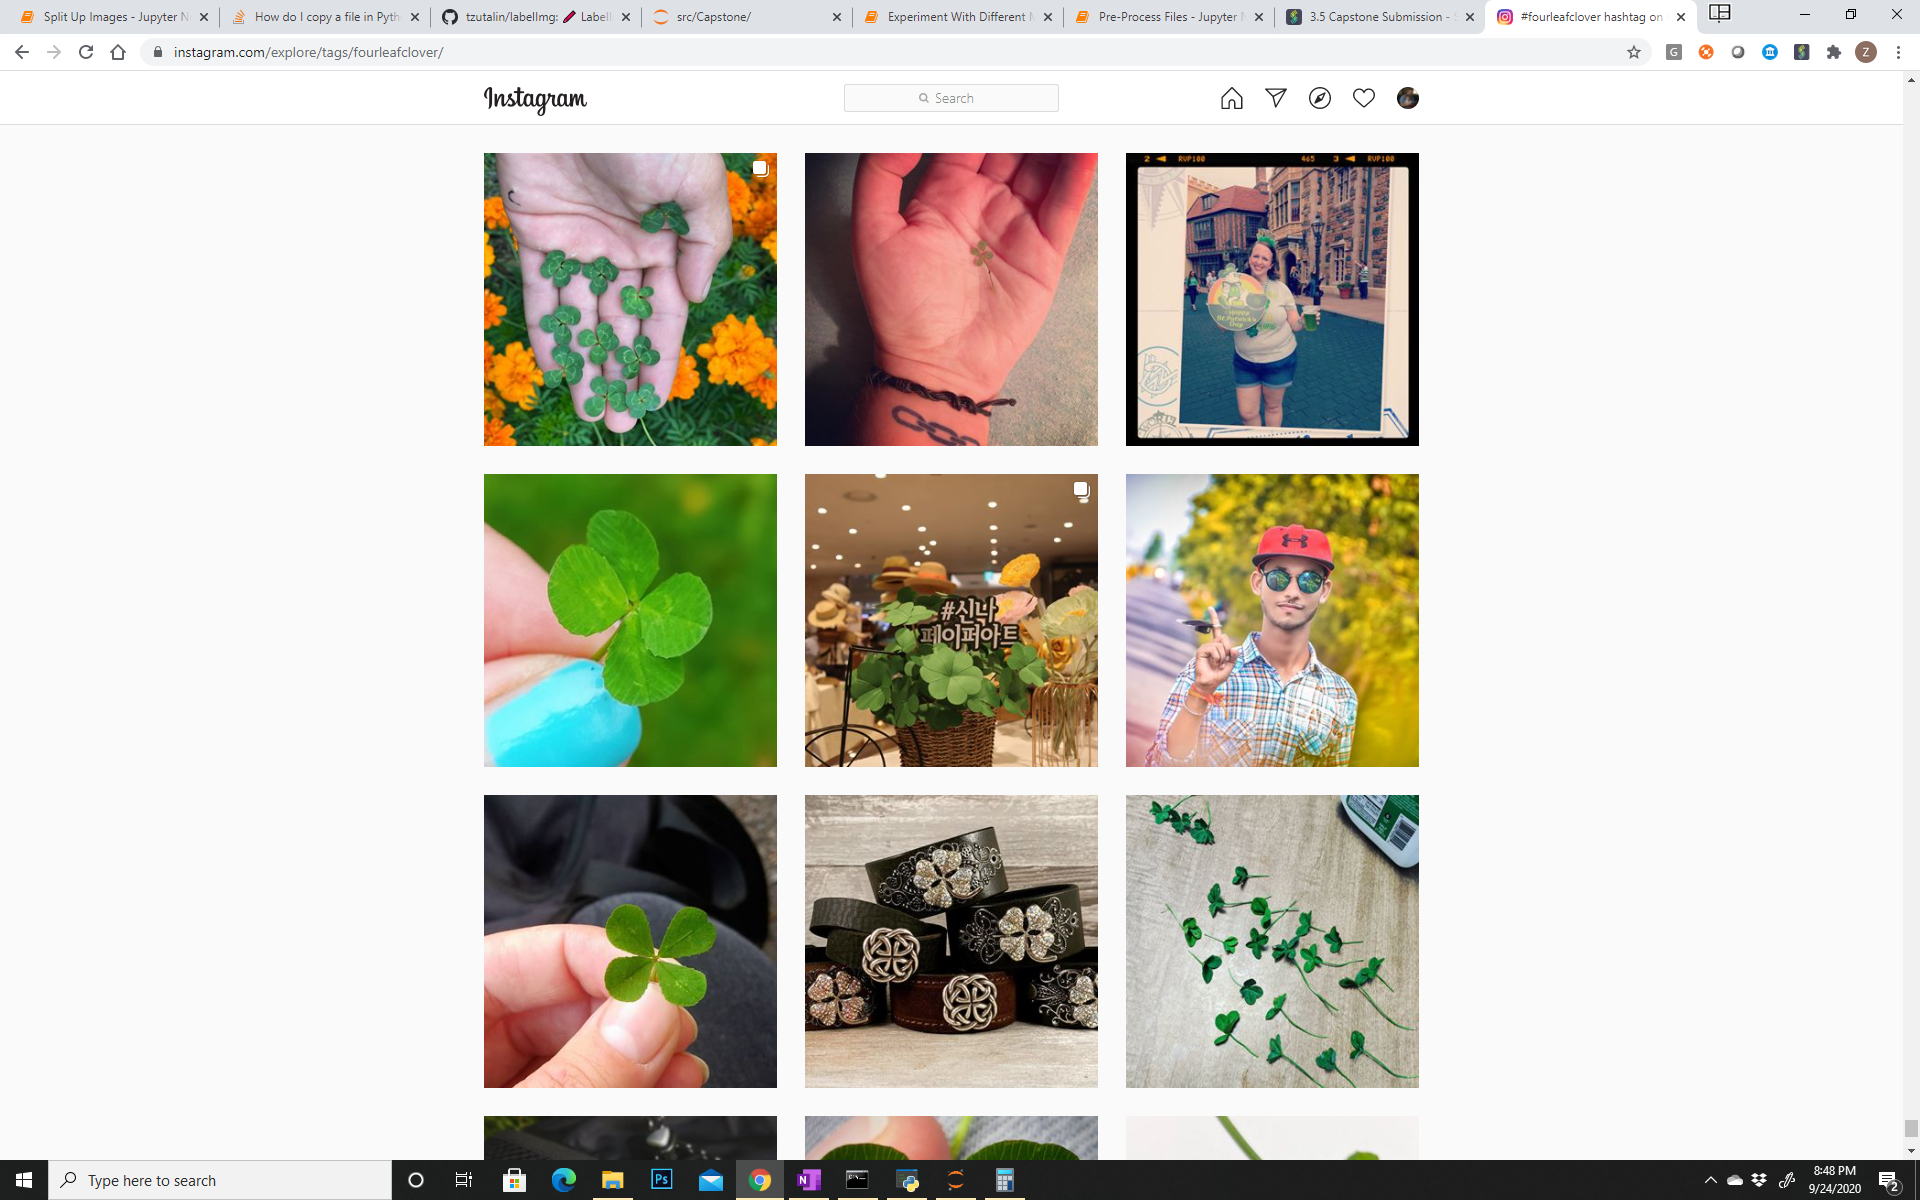 Split Up Images - Jupyter N
How do I copy a file in Pyth
tzutalin/labelImg: 🖍 Label
src/Capstone/
Experiment With Different M
Pre-Process Files - Jupyter N
3.5 Capstone Submission - S
#fourleafclover hashtag on
instagram.com/explore/tags/fourleafclover/
G
Z
Instagram
Search
2 RVP100 465 3 RVP100
HAPPY
St.Patrick's
Day
#신나
페이퍼아트
Type here to search
Ps
N
8:48 PM
9/24/2020
2